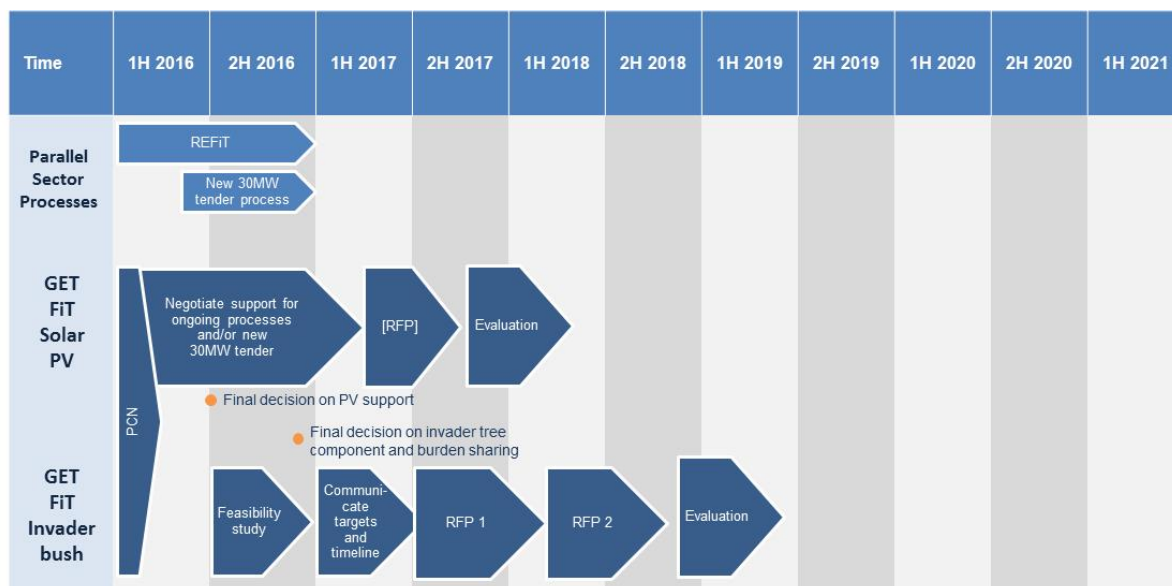 Time 1H 2016 2H 2016 1H 2017 2H 2017 1H 2018 2H 2018 1H 2019 2H 2019 1H 2020 2H 2020 1H 2021
Parallel
Sector
Processes
REFiT
New 30MW
tender process
GET
FiT
Solar
PV
PCN
Negotiate support for
ongoing processes
and/or new
30MW tender
[RFP]
Evaluation
Final decision on PV support
Final decision on invader tree
component and burden sharing
GET
FiT
Invader
bush
Feasibility
study
Communi-
cate
targets
and
timeline
RFP 1
RFP 2
Evaluation